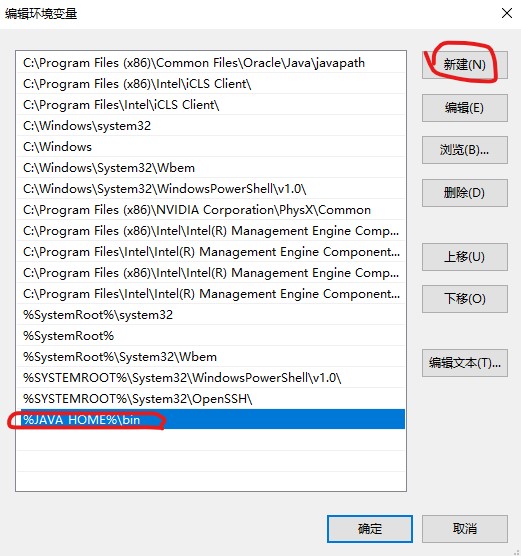 编辑环境变量
C:\Program Files (x86)\Common Files\Oracle\Java\javapath
新建(N)
C:\Program Files (x86)\Intel\iCLS Client\
C:\Program Files\Intel\iCLS Client\
编辑(E)
C:\Windows\system32
C:\Windows
浏览(B)...
C:\Windows\System32\Wbem
C:\Windows\System32\WindowsPowerShell\v1.0\
删除(D)
C:\Program Files (x86)\NVIDIA Corporation\PhysX\Common
C:\Program Files (x86)\Intel\Intel(R) Management Engine Comp...
C:\Program Files\Intel\Intel(R) Management Engine Component...
上移(U)
C:\Program Files (x86)\Intel\Intel(R) Management Engine Comp...
C:\Program Files\Intel\Intel(R) Management Engine Component...
下移(O)
%SystemRoot%\system32
%SystemRoot%
%SystemRoot%\System32\Wbem
编辑文本(T)...
%SYSTEMROOT%\System32\WindowsPowerShell\v1.0\
%SYSTEMROOT%\System32\OpenSSH\
%JAVA_HOME%\bin
确定
取消